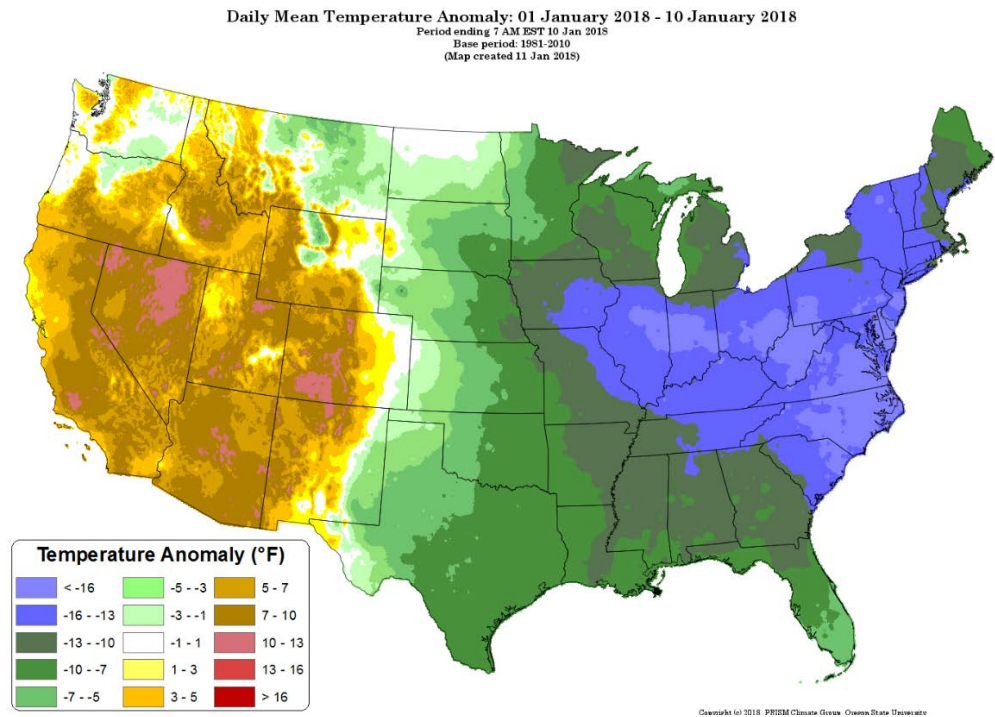 Daily Mean Temperature Anomaly: 01 January 2018 - 10 January 2018
Period ending 7 AM EST 10 Jan 2018
Base period: 1981-2010
(Map created 11 Jan 2018)
Temperature Anomaly (°F)
< -16
-16 - -13
-13 - -10
-10 - -7
-7 - -5
-5 - -3
-3 - -1
-1 - 1
1 - 3
3 - 5
5 - 7
7 - 10
10 - 13
13 - 16
> 16
Copyright (c) 2018, PRISM Climate Group, Oregon State University